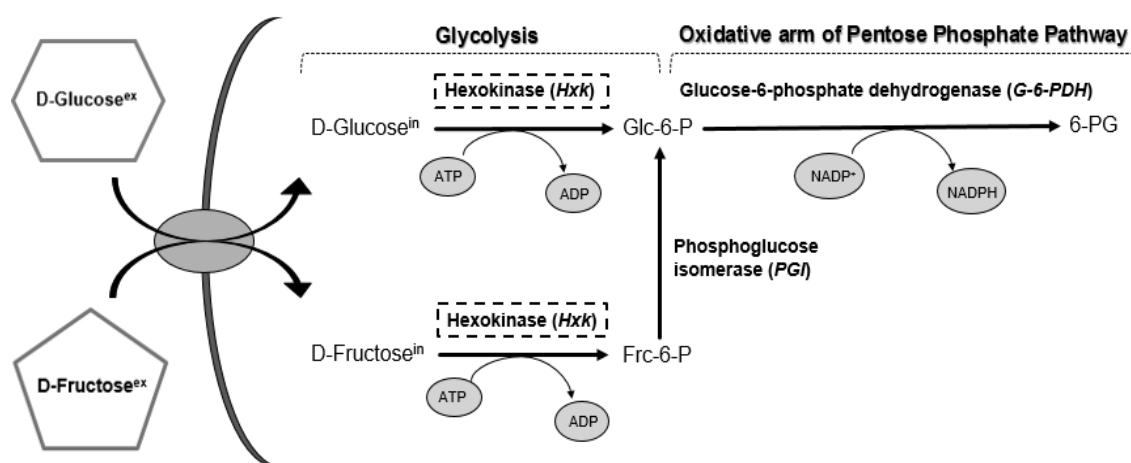 Glycolysis
Oxidative arm of Pentose Phosphate Pathway
D-Glucoseᵉˣ
Hexokinase (Hxk)
Glucose-6-phosphate dehydrogenase (G-6-PDH)
D-Glucoseⁱⁿ
Glc-6-P
6-PG
ATP
ADP
NADP⁺
NADPH
Phosphoglucose
isomerase (PGI)
Hexokinase (Hxk)
D-Fructoseⁱⁿ
Frc-6-P
D-Fructoseᵉˣ
ATP
ADP